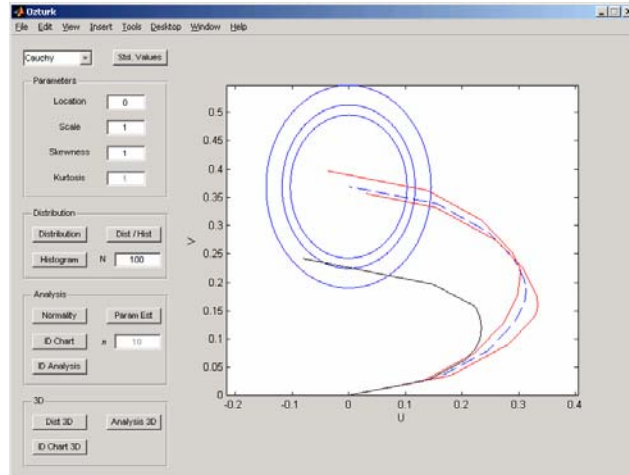 Ozturk
File Edit View Insert Tools Desktop Window Help
Cauchy Std. Values
Parameters
Location 0
Scale 1
Skewness 1
Kurtosis 1
Distribution
Distribution Dist / Hist
Histogram N 100
Analysis
Normality Param Est
ID Chart n 10
ID Analysis
3D
Dist 3D Analysis 3D
ID Chart 3D
0.5
0.45
0.4
0.35
0.3
0.25
0.2
0.15
0.1
0.05
0
V
-0.2 -0.1 0 0.1 0.2 0.3 0.4
U